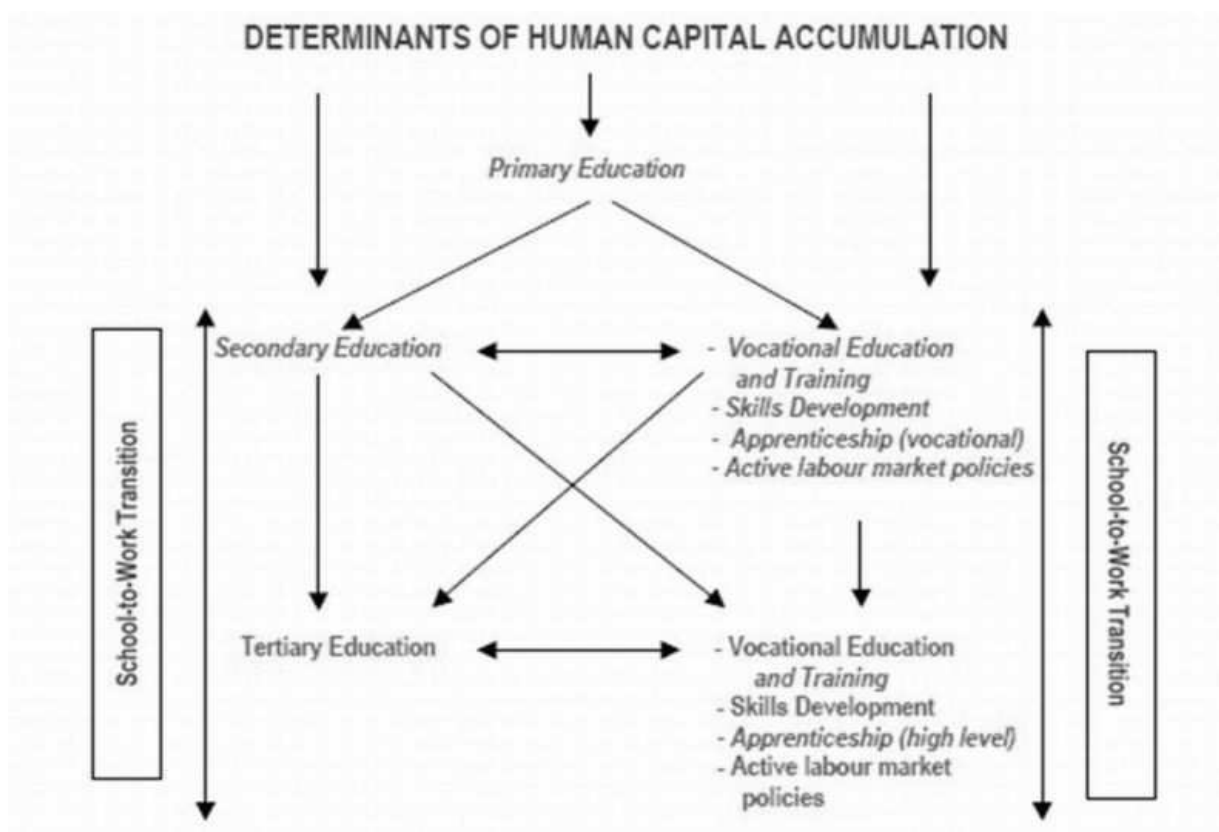 DETERMINANTS OF HUMAN CAPITAL ACCUMULATION
Primary Education
Secondary Education
- Vocational Education
and Training
- Skills Development
- Apprenticeship (vocational)
- Active labour market policies
School-to-Work Transition
School-to-Work Transition
Tertiary Education
- Vocational Education
and Training
- Skills Development
- Apprenticeship (high level)
- Active labour market
policies